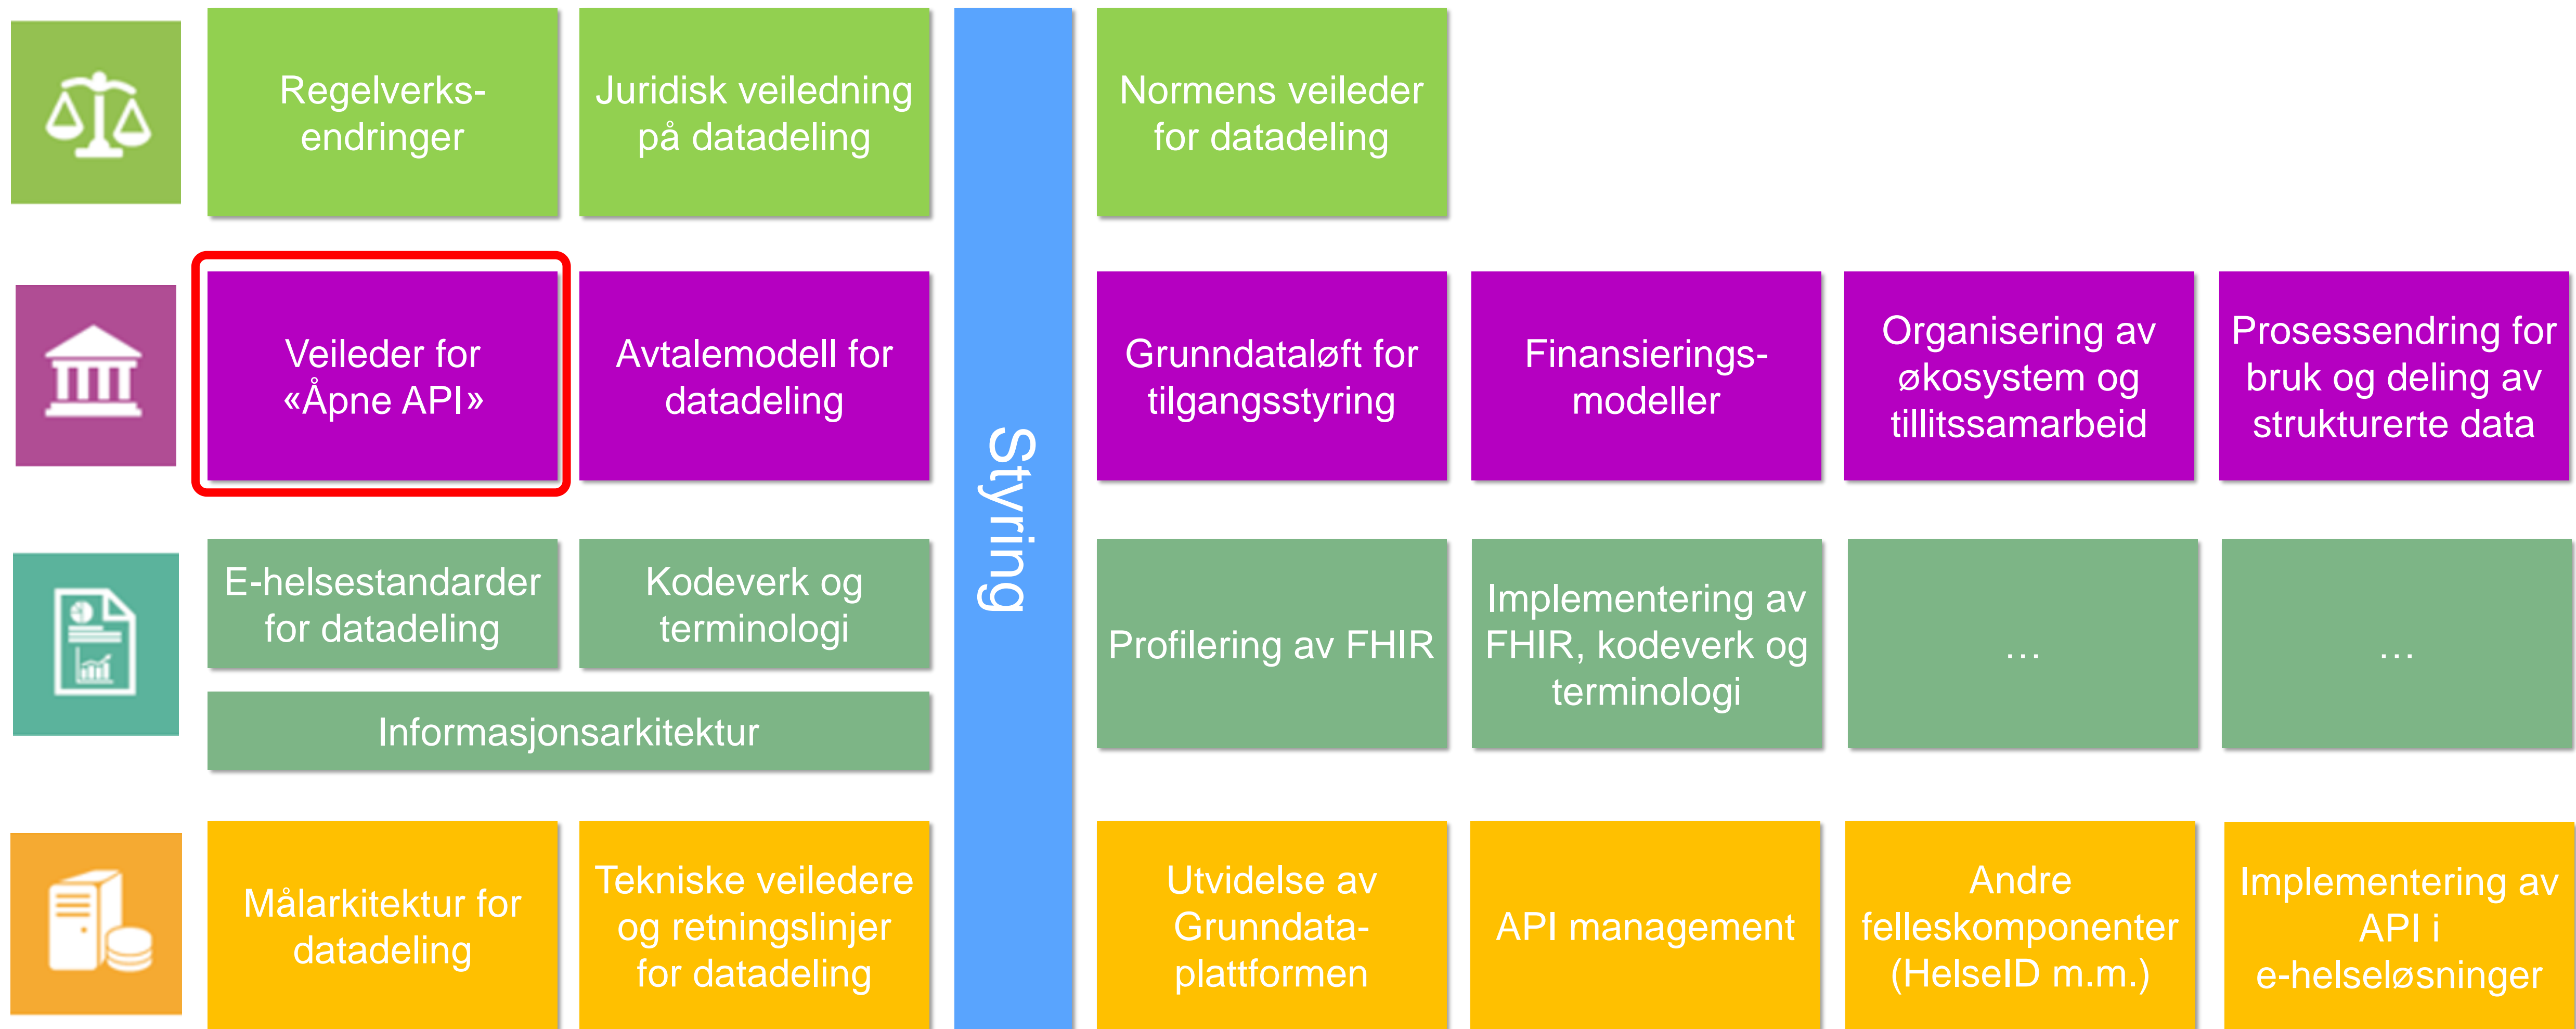 Regelverks-
endringer
Juridisk veiledning
på datadeling
Normens veileder
for datadeling
Veileder for
«Åpne API»
Avtalemodell for
datadeling
Styring
Grunndataløft for
tilgangsstyring
Finansierings-
modeller
Organisering av
økosystem og
tillitssamarbeid
Prosessendring for
bruk og deling av
strukturerte data
E-helsestandarder
for datadeling
Kodeverk og
terminologi
Informasjonsarkitektur
Profilering av FHIR
Implementering av
FHIR, kodeverk og
terminologi
…
…
Målarkitektur for
datadeling
Tekniske veiledere
og retningslinjer
for datadeling
Utvidelse av
Grunndata-
plattformen
API management
Andre
felleskomponenter
(HelseID m.m.)
Implementering av
API i
e-helseløsninger